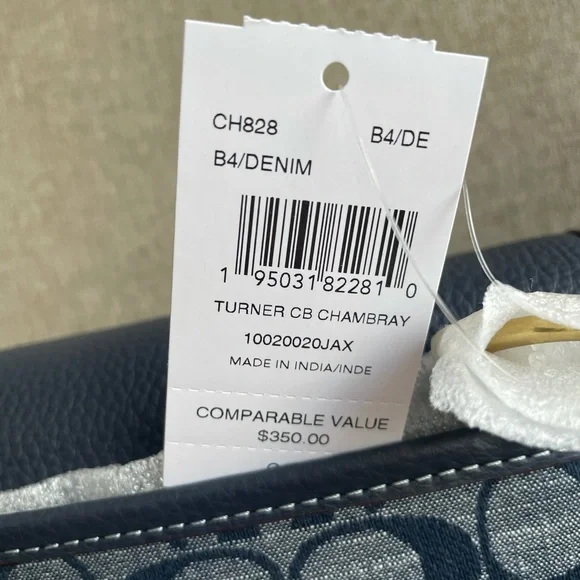 CH828 B4/DE
B4/DENIM
1 95031 82281 0
TURNER CB CHAMBRAY
10020020JAX
MADE IN INDIA/INDE
COMPARABLE VALUE
$350.00